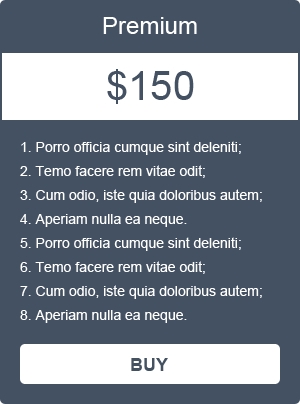 Premium
$150
1. Porro officia cumque sint deleniti;
2. Temo facere rem vitae odit;
3. Cum odio, iste quia doloribus autem;
4. Aperiam nulla ea neque.
5. Porro officia cumque sint deleniti;
6. Temo facere rem vitae odit;
7. Cum odio, iste quia doloribus autem;
8. Aperiam nulla ea neque.
BUY